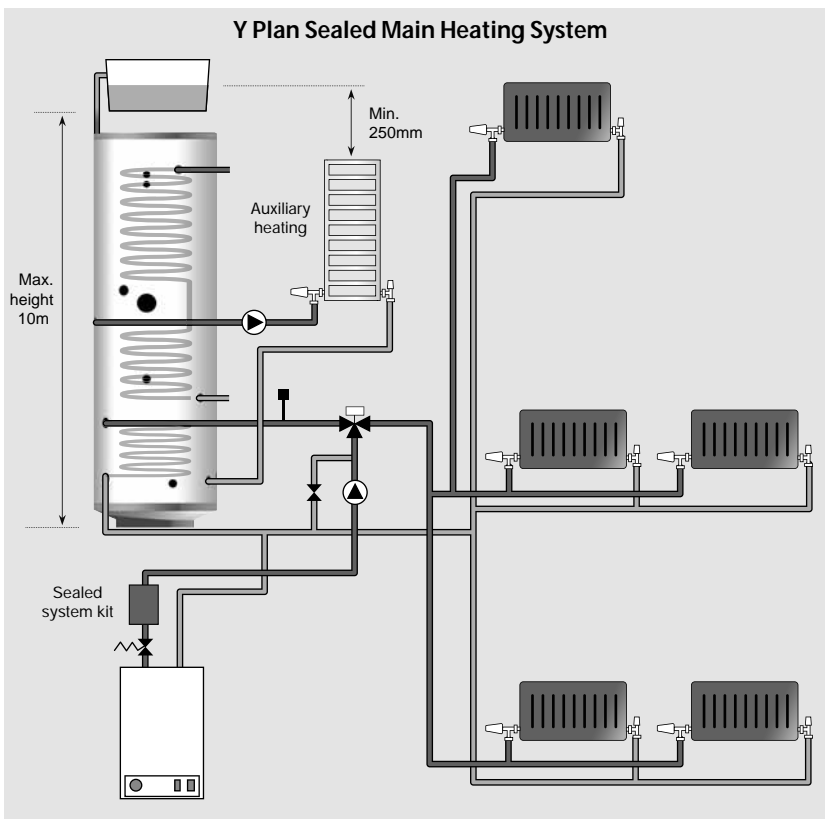 Y Plan Sealed Main Heating System
Min.
250mm
Auxiliary
heating
Max.
height
10m
Sealed
system kit